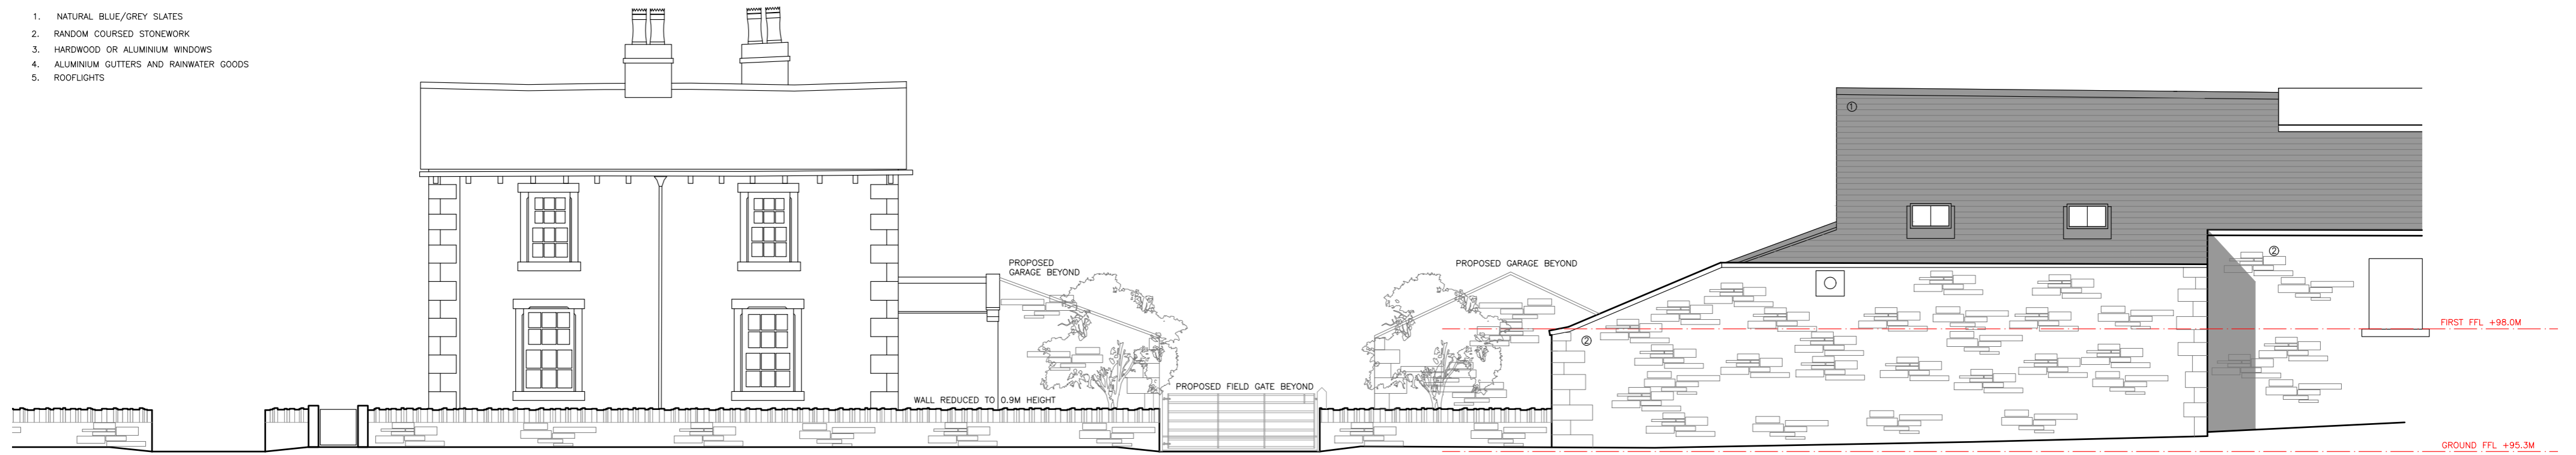 1. NATURAL BLUE/GREY SLATES
2. RANDOM COURSED STONEWORK
3. HARDWOOD OR ALUMINIUM WINDOWS
4. ALUMINIUM GUTTERS AND RAINWATER GOODS
5. ROOFLIGHTS
1
2
PROPOSED
GARAGE BEYOND
PROPOSED GARAGE BEYOND
FIRST FFL +98.0M
2
PROPOSED FIELD GATE BEYOND
WALL REDUCED TO 0.9M HEIGHT
GROUND FFL +95.3M